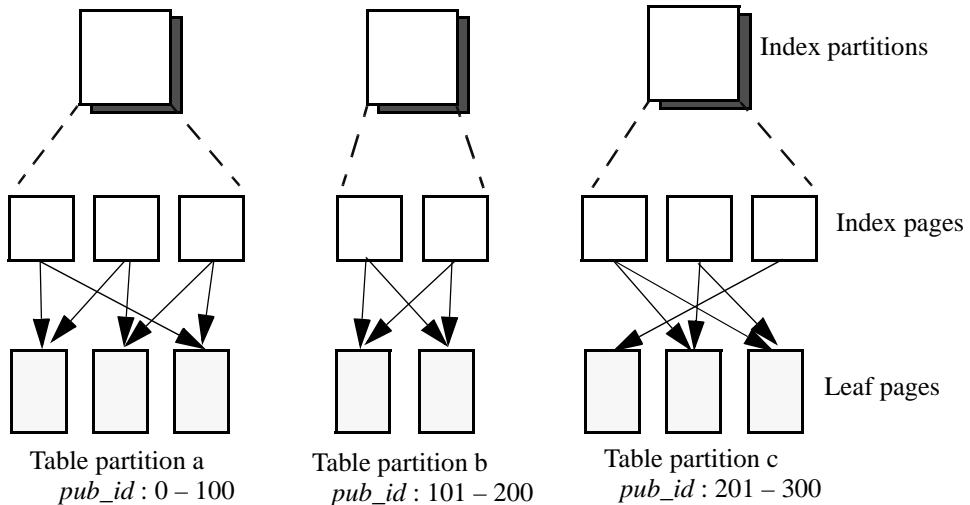 Index partitions
Index pages
Leaf pages
Table partition a
pub_id : 0 – 100
Table partition b
pub_id : 101 – 200
Table partition c
pub_id : 201 – 300